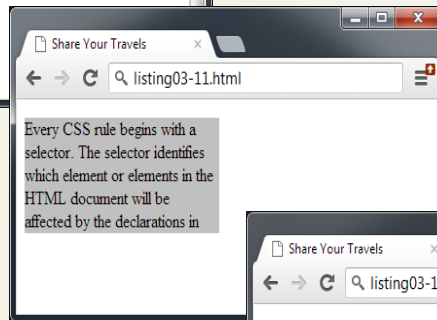 Share Your Travels
listing03-11.html
Every CSS rule begins with a
selector. The selector identifies
which element or elements in the
HTML document will be
affected by the declarations in
Share Your Travels
listing03-1